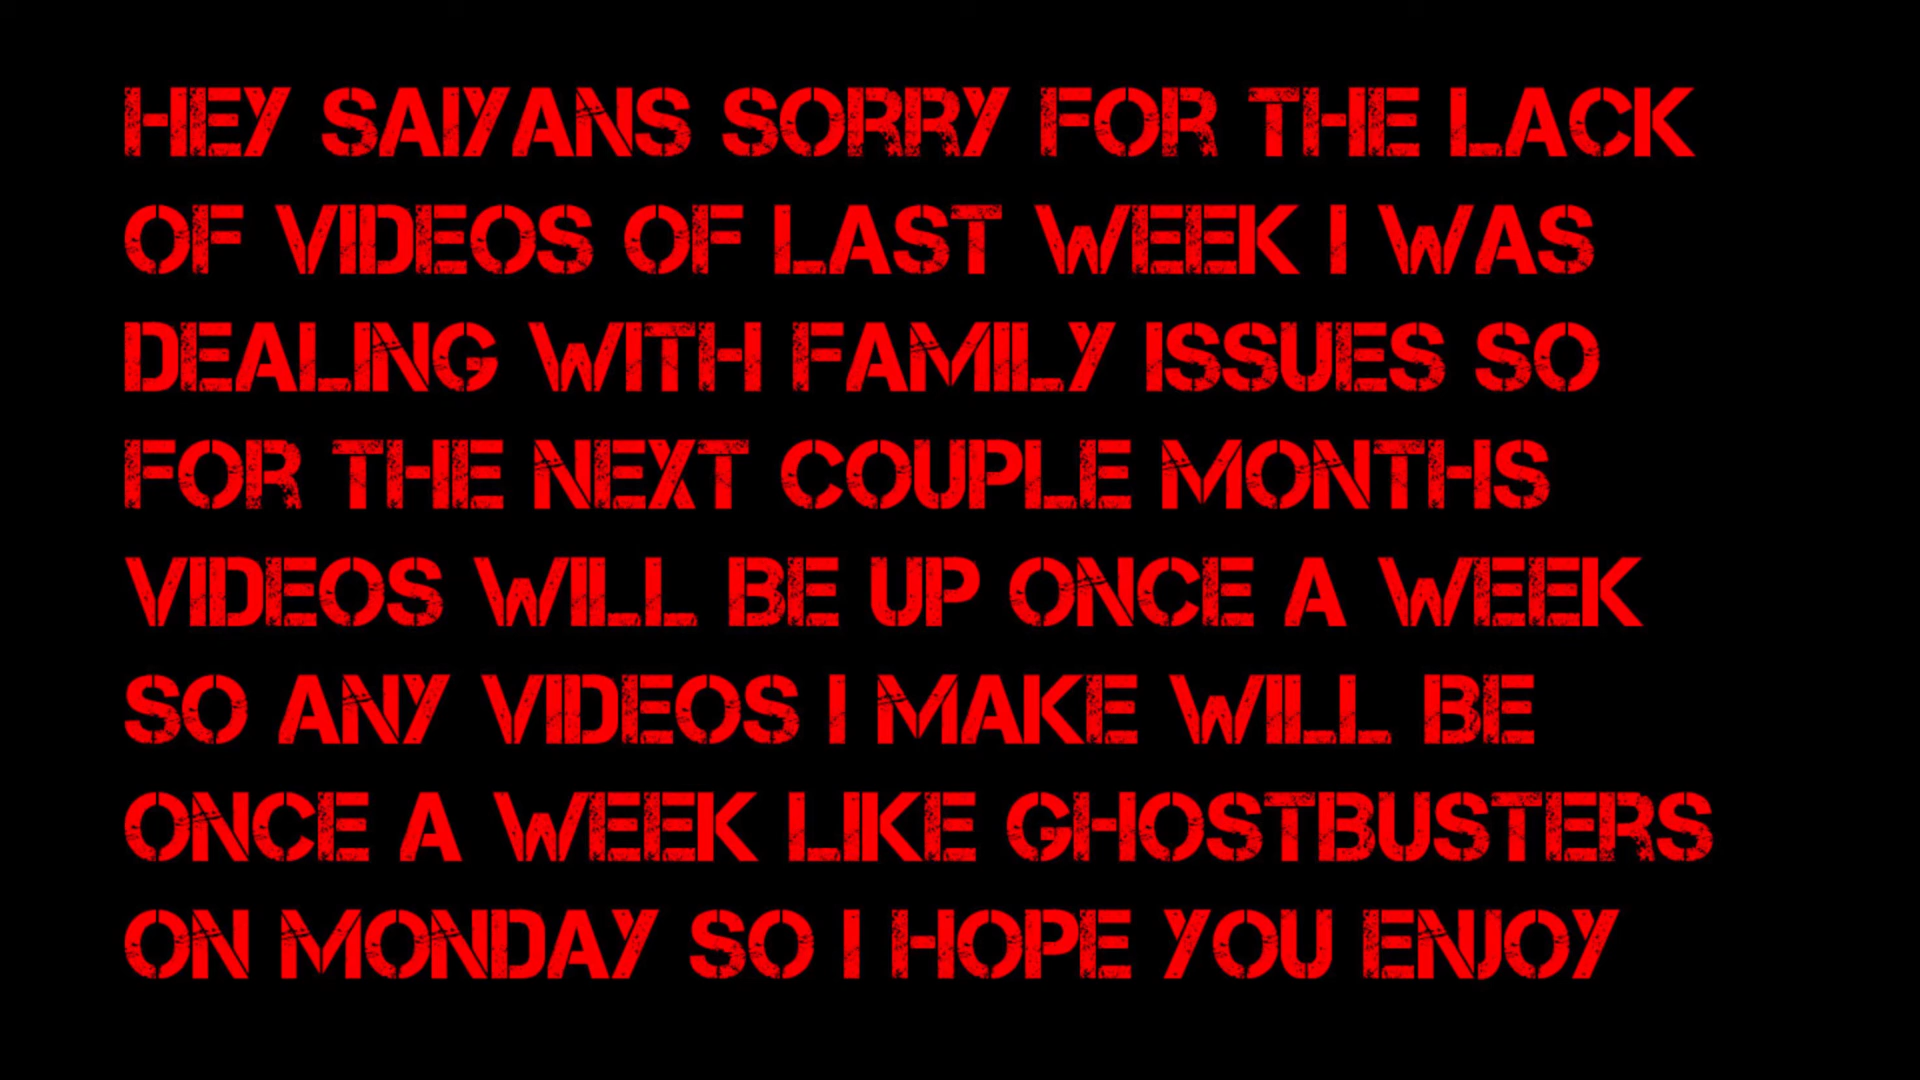 HEY SAIYANS SORRY FOR THE LACK
OF VIDEOS OF LAST WEEK I WAS
DEALING WITH FAMILY ISSUES SO
FOR THE NEXT COUPLE MONTHS
VIDEOS WILL BE UP ONCE A WEEK
SO ANY VIDEOS I MAKE WILL BE
ONCE A WEEK LIKE GHOSTBUSTERS
ON MONDAY SO I HOPE YOU ENJOY